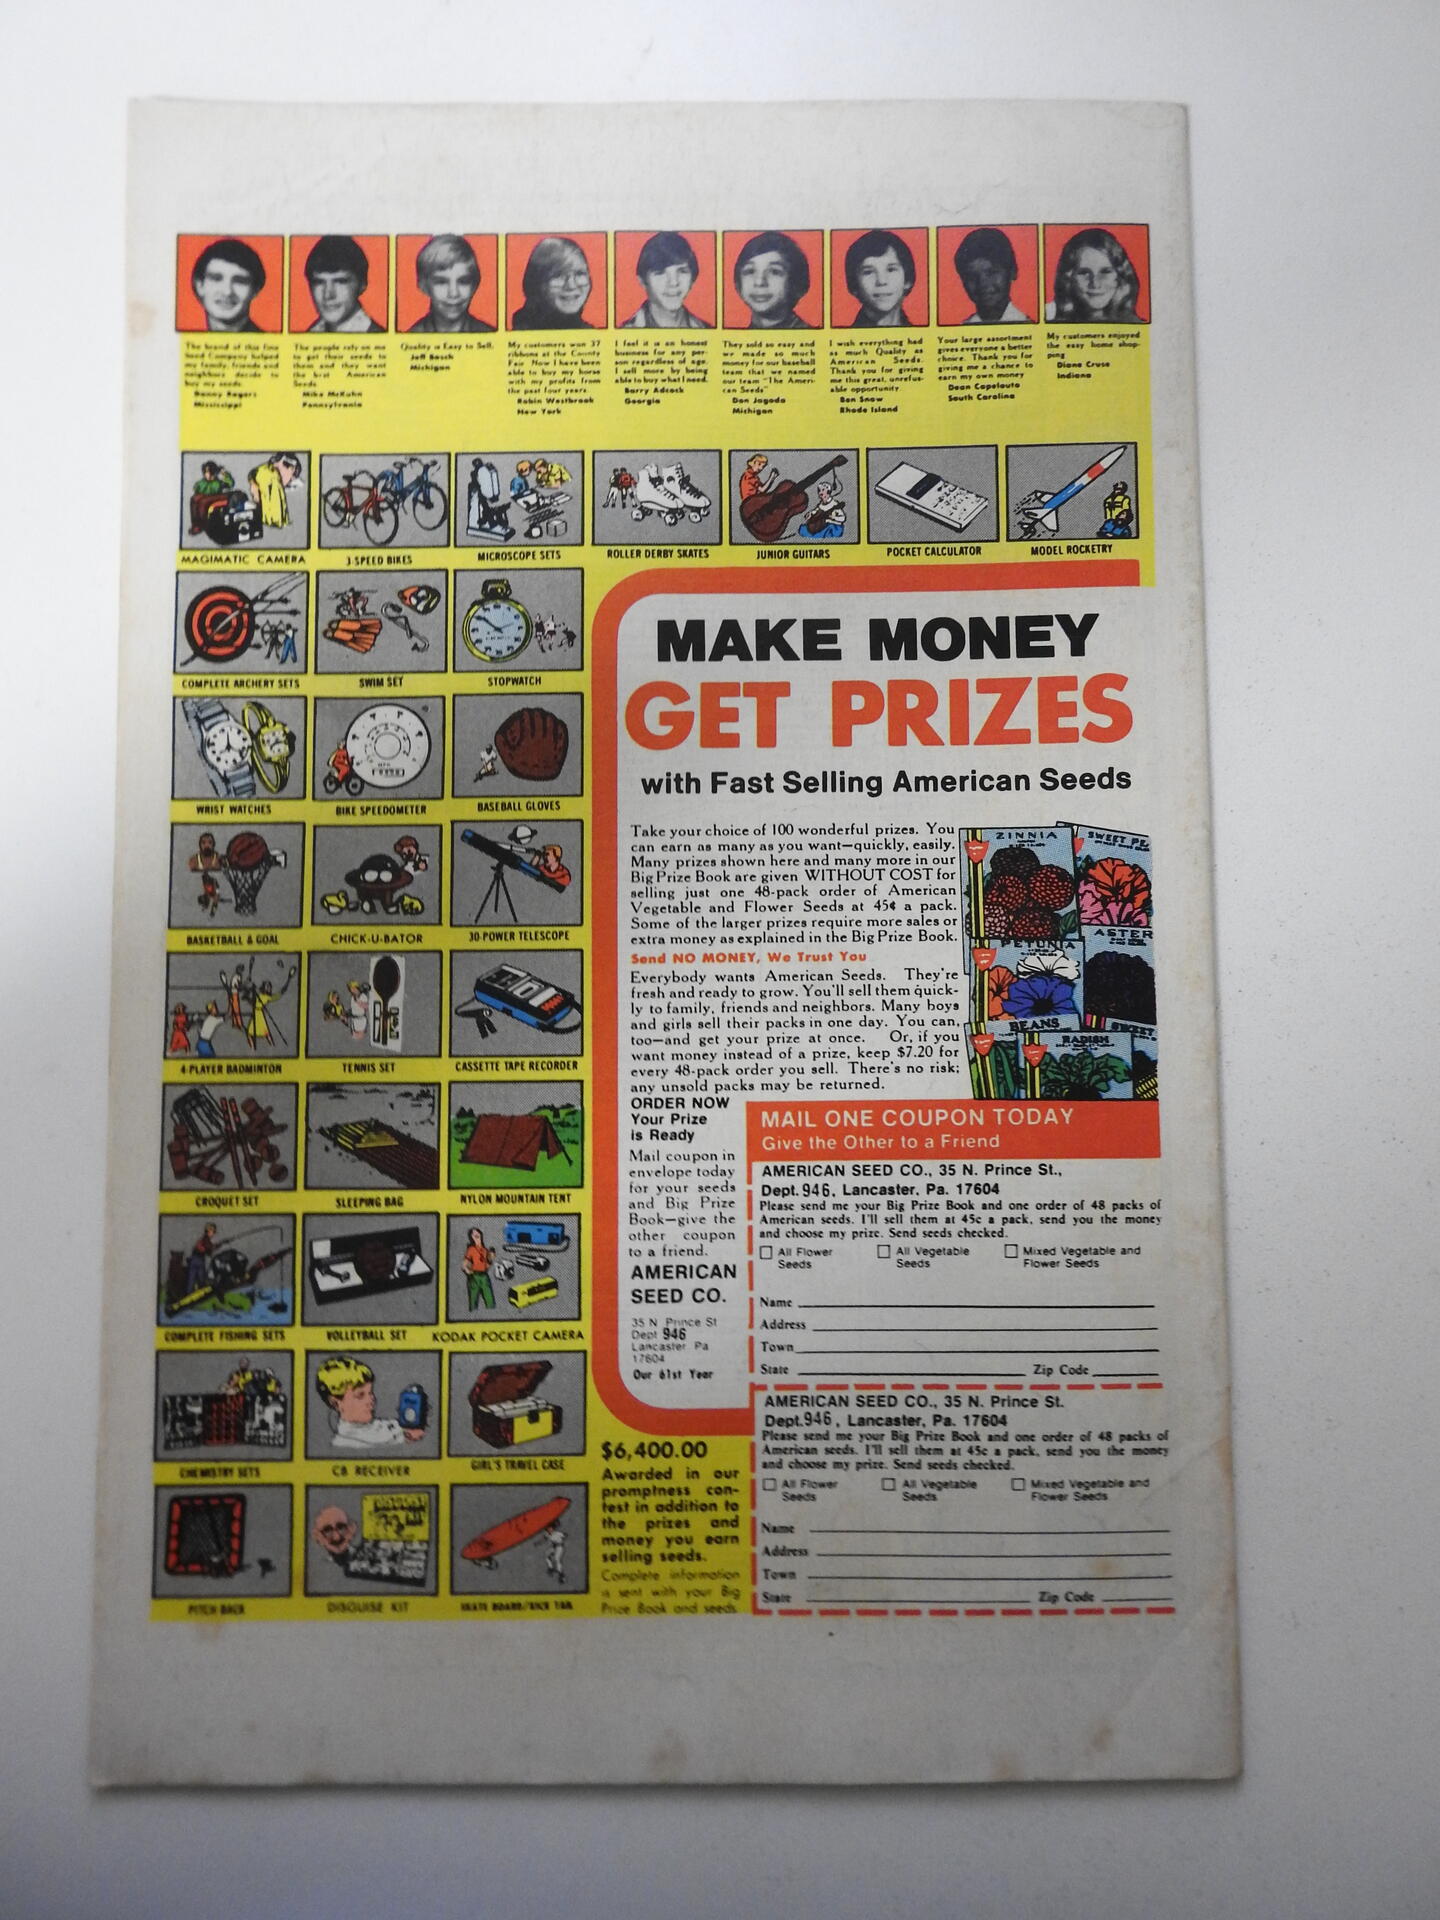 The brand of this fine
Seed Company helped
my family, friends and
neighbors decide to
buy my seeds.
Danny Rogers
Mississippi
The people rely on me
to get their seeds to
them and they want
the best American
Seeds
Mike McKuhn
Pennsylvania
Quality is Easy to Sell.
Jeff Bosch
Michigan
My customers won 37
ribbons at the County
Fair. Now I have been
able to buy my horse
with my profits from
the past four years.
Robin Westbrook
New York
I feel it is an honest
business for any per-
son regardless of age.
I sell more by being
able to buy what I need.
Barry Adcock
Georgia
They sold so easy and
we made so much
money for our baseball
team that we named
our team "The Ameri-
can Seeds"
Don Jagoda
Michigan
I wish everything had
as much Quality as
American Seeds.
Thank you for giving
me this great, unrefus-
able opportunity.
Ben Snow
Rhode Island
Your large assortment
gives everyone a better
choice. Thank you for
giving me a chance to
earn my own money
Dean Capelouto
South Carolina
My customers enjoyed
the easy home shop-
ping
Diana Cruse
Indiana
MAGIMATIC CAMERA
3-SPEED BIKES
MICROSCOPE SETS
ROLLER DERBY SKATES
JUNIOR GUITARS
POCKET CALCULATOR
MODEL ROCKETRY
COMPLETE ARCHERY SETS
SWIM SET
STOPWATCH
WRIST WATCHES
BIKE SPEEDOMETER
BASEBALL GLOVES
BASKETBALL & GOAL
CHICK-U-BATOR
30-POWER TELESCOPE
4-PLAYER BADMINTON
TENNIS SET
CASSETTE TAPE RECORDER
CROQUET SET
SLEEPING BAG
NYLON MOUNTAIN TENT
COMPLETE FISHING SETS
VOLLEYBALL SET
KODAK POCKET CAMERA
CHEMISTRY SETS
CB RECEIVER
GIRL'S TRAVEL CASE
PITCH BACK
DISGUISE KIT
SKATE BOARD/KICK TAIL
MAKE MONEY
GET PRIZES
with Fast Selling American Seeds
Take your choice of 100 wonderful prizes. You
can earn as many as you want—quickly, easily.
Many prizes shown here and many more in our
Big Prize Book are given WITHOUT COST for
selling just one 48-pack order of American
Vegetable and Flower Seeds at 45¢ a pack.
Some of the larger prizes require more sales or
extra money as explained in the Big Prize Book.
Send NO MONEY, We Trust You
Everybody wants American Seeds. They're
fresh and ready to grow. You'll sell them quick-
ly to family, friends and neighbors. Many boys
and girls sell their packs in one day. You can,
too—and get your prize at once. Or, if you
want money instead of a prize, keep $7.20 for
every 48-pack order you sell. There's no risk;
any unsold packs may be returned.
ZINNIA
SWEET PE
PETUNIA
ASTER
BEANS
RADISH
SWEET
ORDER NOW
Your Prize
is Ready
Mail coupon in
envelope today
for your seeds
and Big Prize
Book—give the
other coupon
to a friend.
AMERICAN
SEED CO.
35 N. Prince St
Dept 946
Lancaster Pa
17604
Our 61st Year
$6,400.00
Awarded in our
promptness con-
test in addition to
the prizes and
money you earn
selling seeds.
Complete information
is sent with your Big
Prize Book and seeds.
MAIL ONE COUPON TODAY
Give the Other to a Friend
AMERICAN SEED CO., 35 N. Prince St.,
Dept. 946, Lancaster, Pa. 17604
Please send me your Big Prize Book and one order of 48 packs of
American seeds. I'll sell them at 45c a pack, send you the money
and choose my prize. Send seeds checked.
All Flower
Seeds
All Vegetable
Seeds
Mixed Vegetable and
Flower Seeds
Name
Address
Town
State Zip Code
AMERICAN SEED CO., 35 N. Prince St.
Dept. 946, Lancaster, Pa. 17604
Please send me your Big Prize Book and one order of 48 packs of
American seeds. I'll sell them at 45c a pack, send you the money
and choose my prize. Send seeds checked.
All Flower
Seeds
All Vegetable
Seeds
Mixed Vegetable and
Flower Seeds
Name
Address
Town
State Zip Code